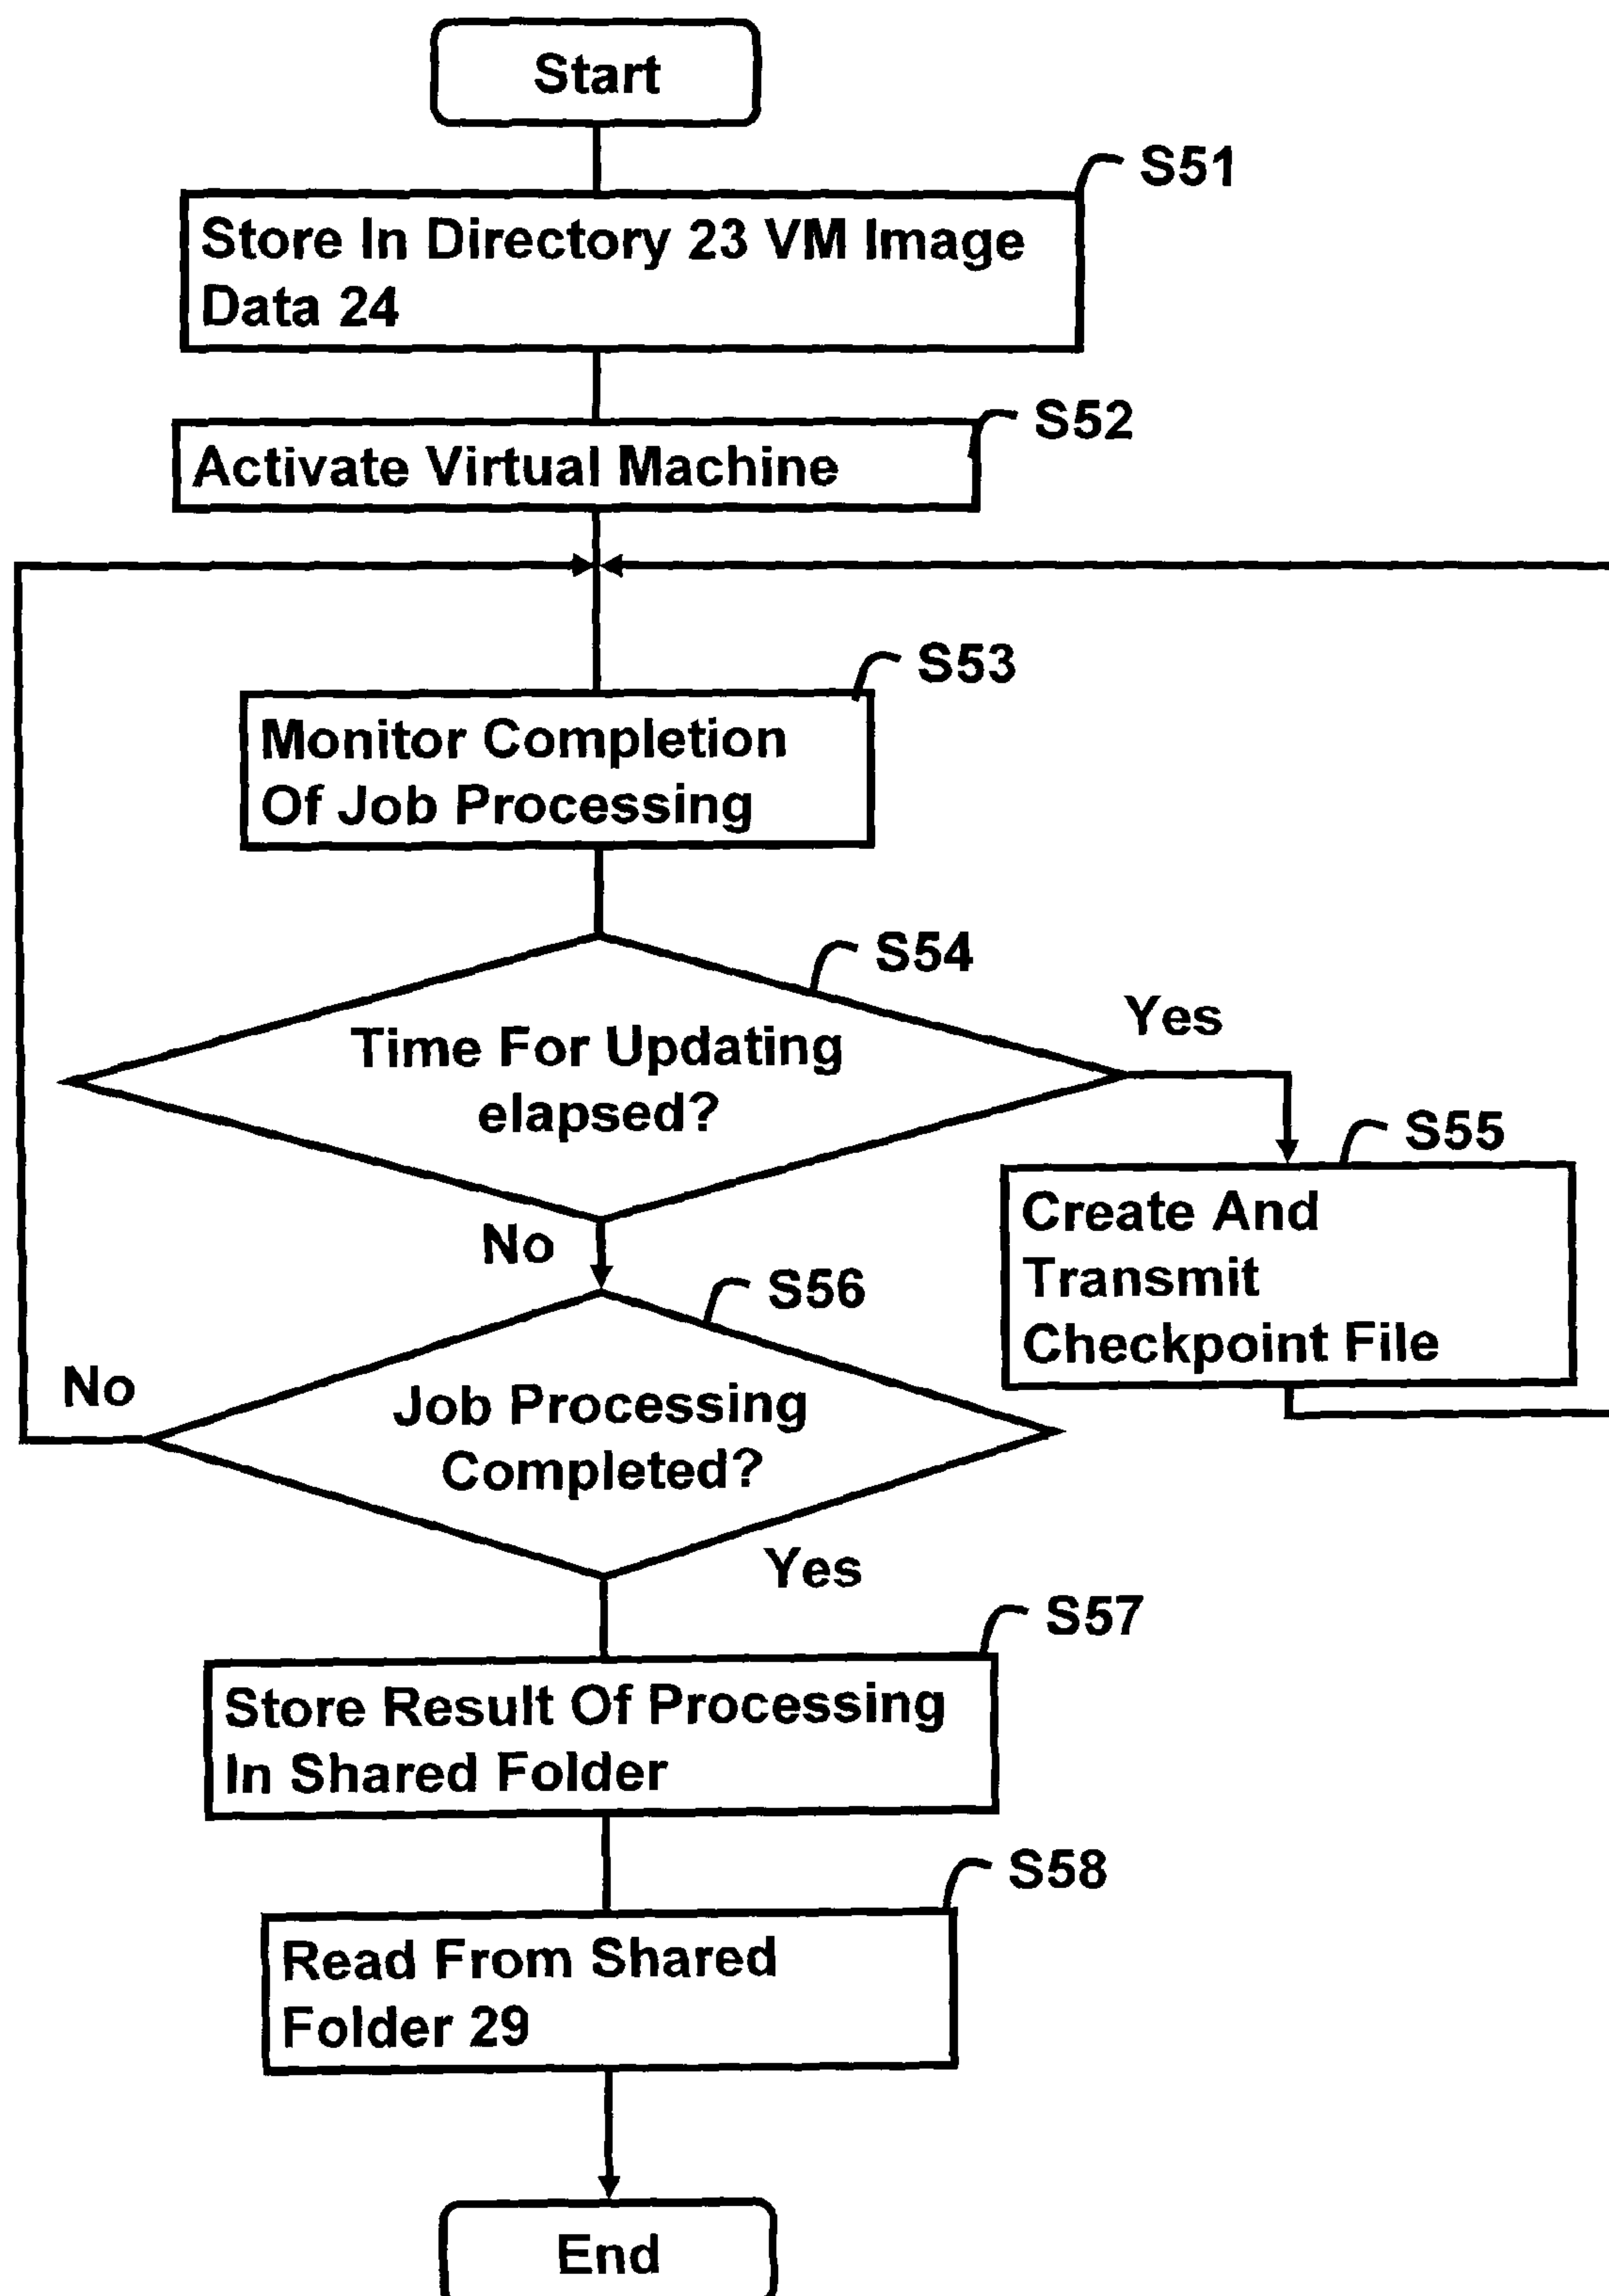 Start
S51
Store In Directory 23 VM Image
Data 24
S52
Activate Virtual Machine
S53
Monitor Completion
Of Job Processing
S54
Time For Updating
elapsed?
Yes
S55
Create And
Transmit
Checkpoint File
No
S56
Job Processing
Completed?
No
Yes
S57
Store Result Of Processing
In Shared Folder
S58
Read From Shared
Folder 29
End